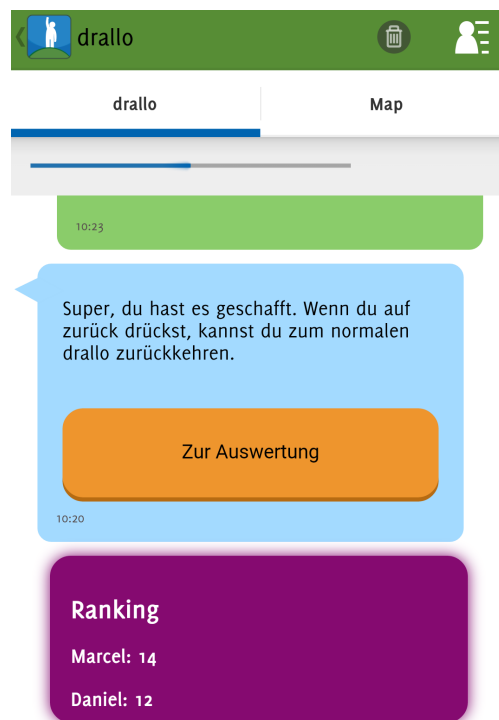 drallo
drallo
Map
10:23
Super, du hast es geschafft. Wenn du auf
zurück drückst, kannst du zum normalen
drallo zurückkehren.
Zur Auswertung
10:20
Ranking
Marcel: 14
Daniel: 12